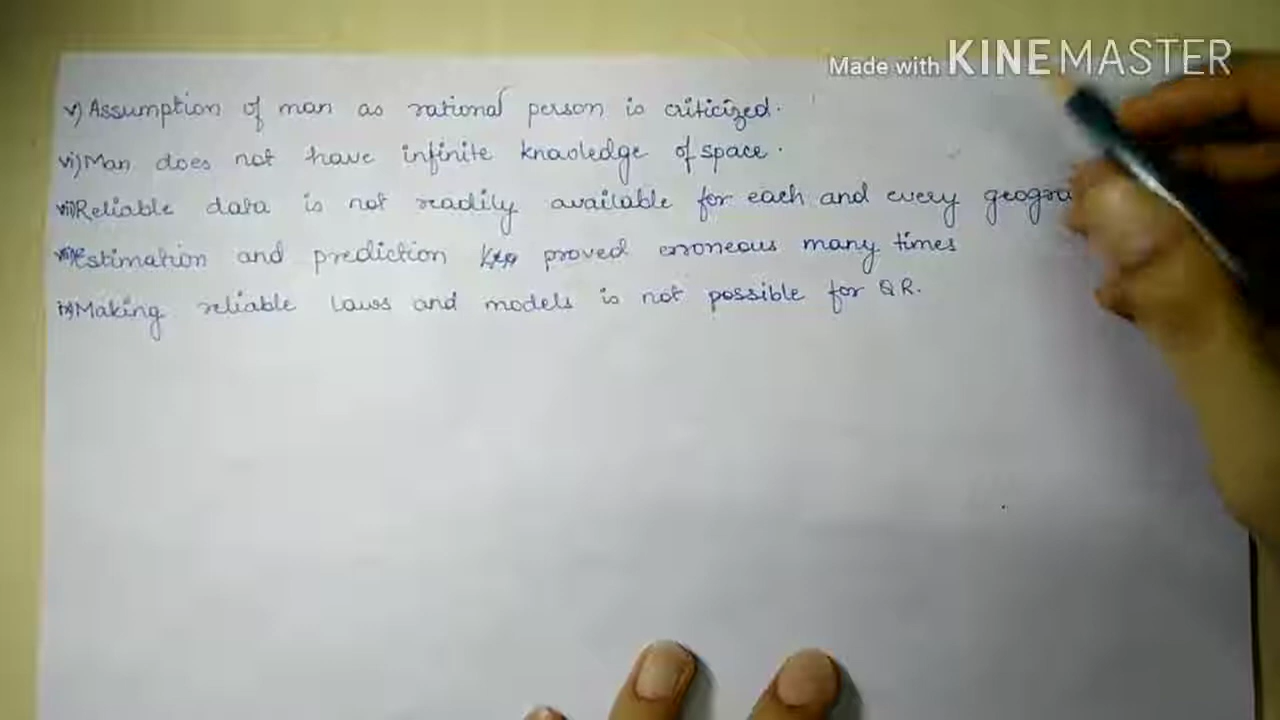 Made with KINEMASTER
v) Assumption of man as rational person is criticized.
vi) Man does not have infinite knowledge of space.
vii) Reliable data is not readily available for each and every geogra
viii) Estimation and prediction proved erroneous many times
ix) Making reliable laws and models is not possible for QR.